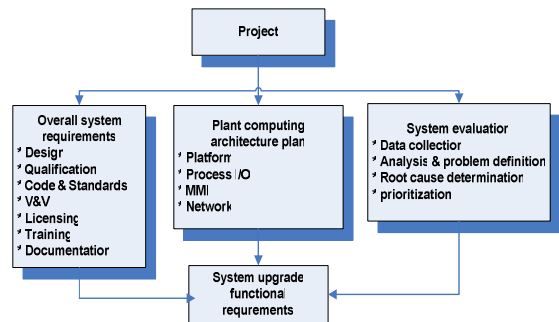 Project
Overall system
requirements
* Design
* Qualification
* Code & Standards
* V&V
* Licensing
* Training
* Documentation
Plant computing
architecture plan
* Platform
* Process I/O
* MMI
* Network
System evaluation
* Data collection
* Analysis & problem definition
* Root cause determination
* prioritization
System upgrade
functional
requrements